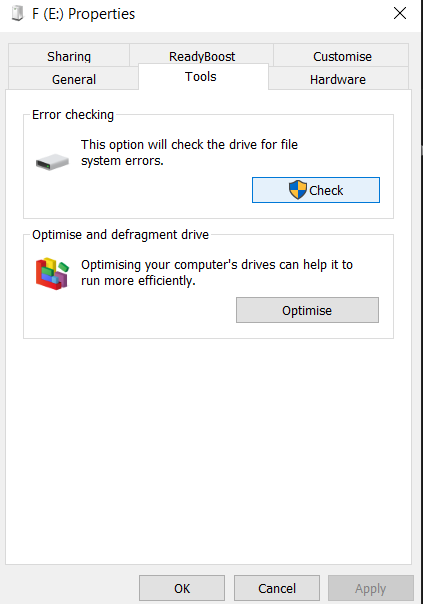 F (E:) Properties
Sharing
ReadyBoost
Customise
General
Tools
Hardware
Error checking
This option will check the drive for file
system errors.
Check
Optimise and defragment drive
Optimising your computer's drives can help it to
run more efficiently.
Optimise
OK
Cancel
Apply